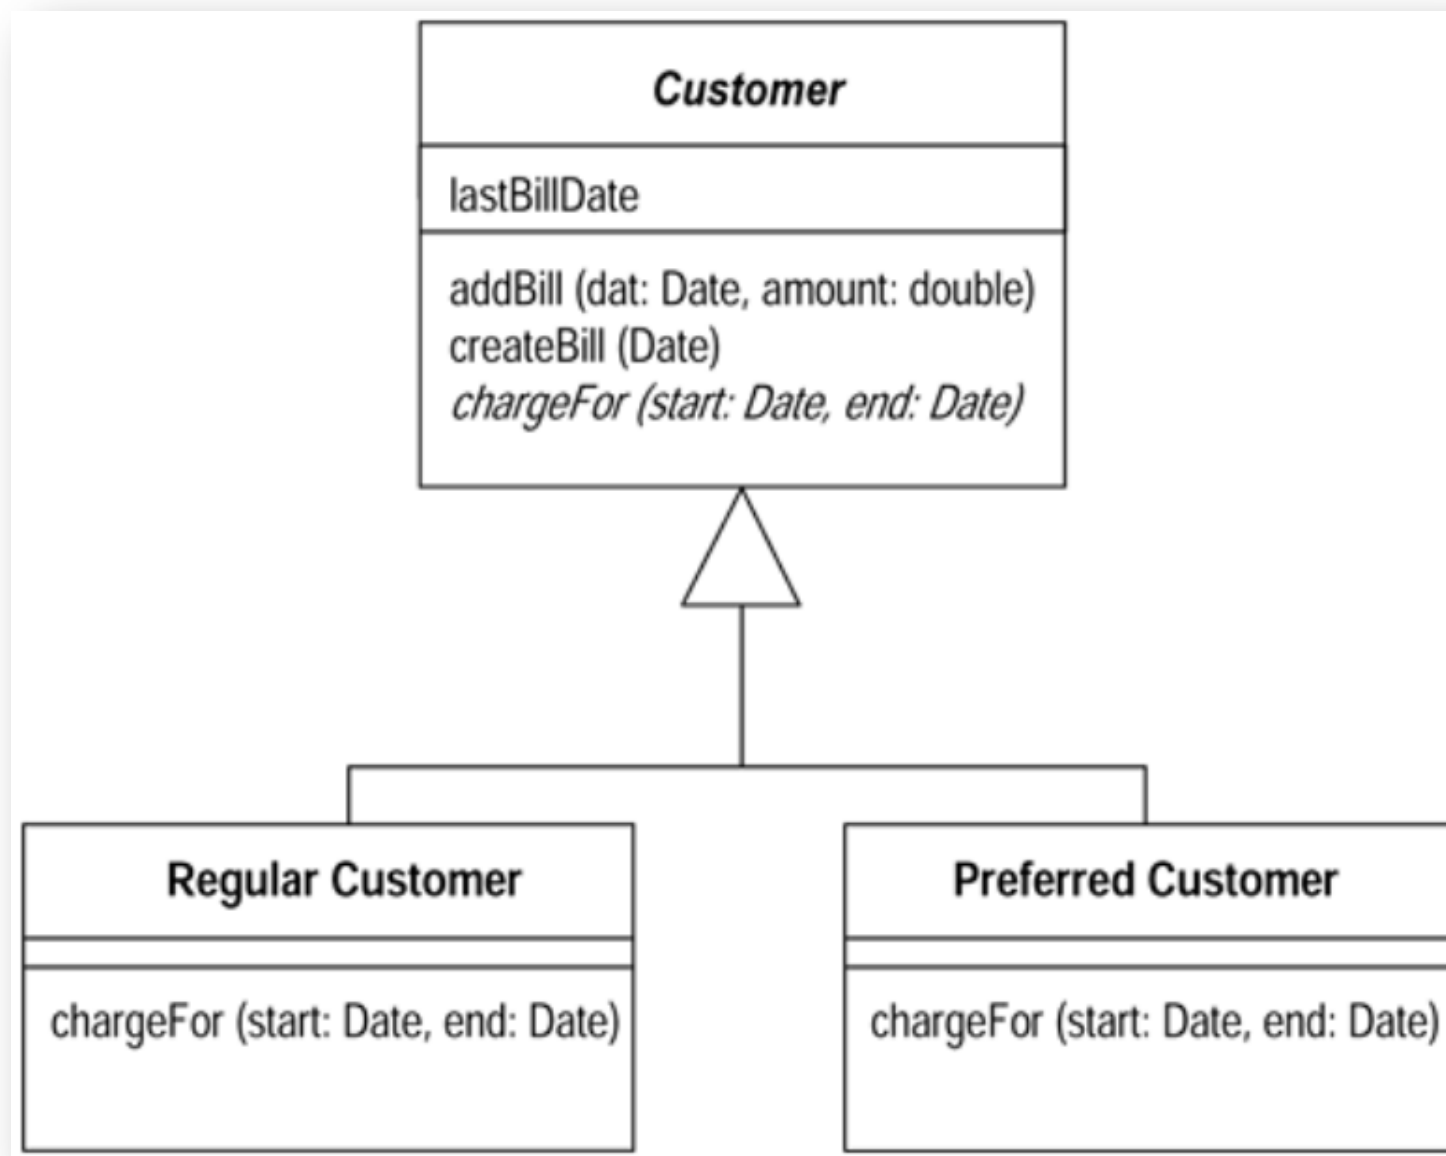 Customer
lastBillDate
addBill (dat: Date, amount: double)
createBill (Date)
chargeFor (start: Date, end: Date)
Regular Customer
chargeFor (start: Date, end: Date)
Preferred Customer
chargeFor (start: Date, end: Date)